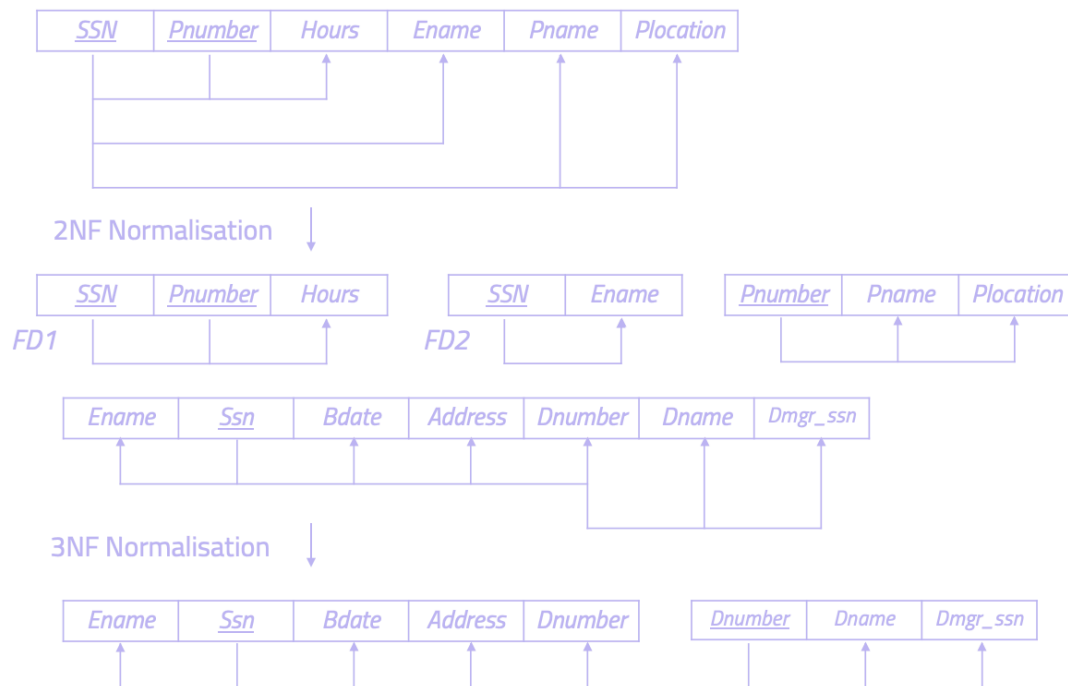 SSN Pnumber Hours Ename Pname Plocation
2NF Normalisation
SSN Pnumber Hours SSN Ename Pnumber Pname Plocation
FD1 FD2
Ename Ssn Bdate Address Dnumber Dname Dmgr_ssn
3NF Normalisation
Ename Ssn Bdate Address Dnumber Dnumber Dname Dmgr_ssn